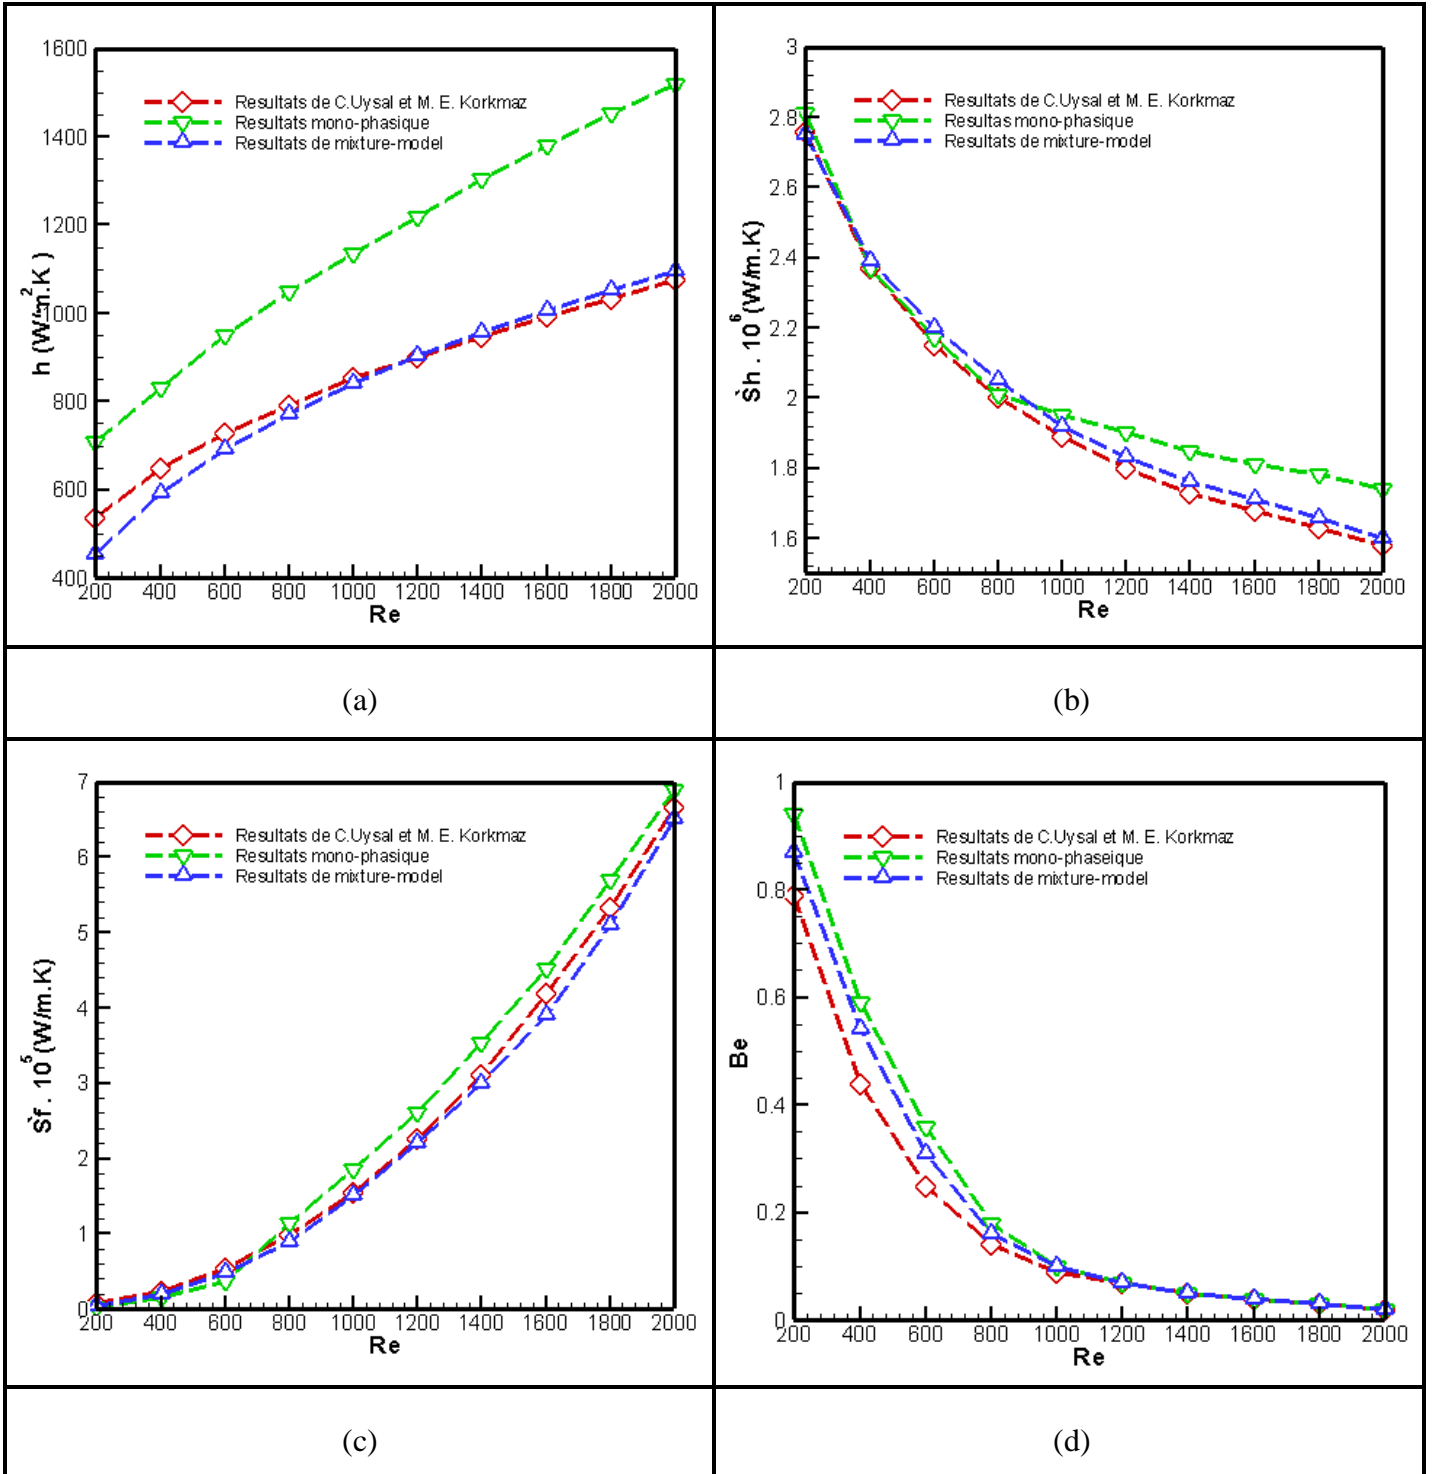 1600
1400
1200
1000
800
600
400
h (W/m².K )
Resultats de C.Uysal et M. E. Korkmaz
Resultats mono-phasique
Resultats de mixture-model
200 400 600 800 1000 1200 1400 1600 1800 2000
Re
3
2.8
2.6
2.4
2.2
2
1.8
1.6
Ṡh . 10⁶ (W/m.K)
Resultats de C.Uysal et M. E. Korkmaz
Resultas mono-phasique
Resultats de mixture-model
200 400 600 800 1000 1200 1400 1600 1800 2000
Re
(a)
(b)
7
6
5
4
3
2
1
0
Ṡf . 10⁵ (W/m.K)
Resultats de C.Uysal et M. E. Korkmaz
Resultats mono-phasique
Resultats de mixture-model
200 400 600 800 1000 1200 1400 1600 1800 2000
Re
1
0.8
0.6
0.4
0.2
0
Be
Resultats de C.Uysal et M. E. Korkmaz
Resultats mono-phaseique
Resultats de mixture-model
200 400 600 800 1000 1200 1400 1600 1800 2000
Re
(c)
(d)